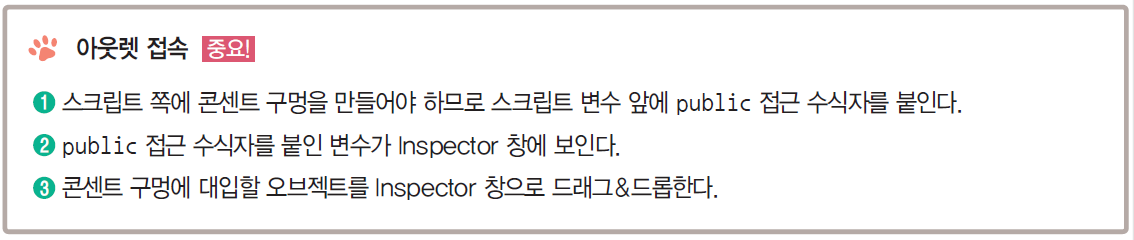 아웃렛 접속 중요!
❶ 스크립트 쪽에 콘센트 구멍을 만들어야 하므로 스크립트 변수 앞에 public 접근 수식자를 붙인다.
❷ public 접근 수식자를 붙인 변수가 Inspector 창에 보인다.
❸ 콘센트 구멍에 대입할 오브젝트를 Inspector 창으로 드래그&드롭한다.